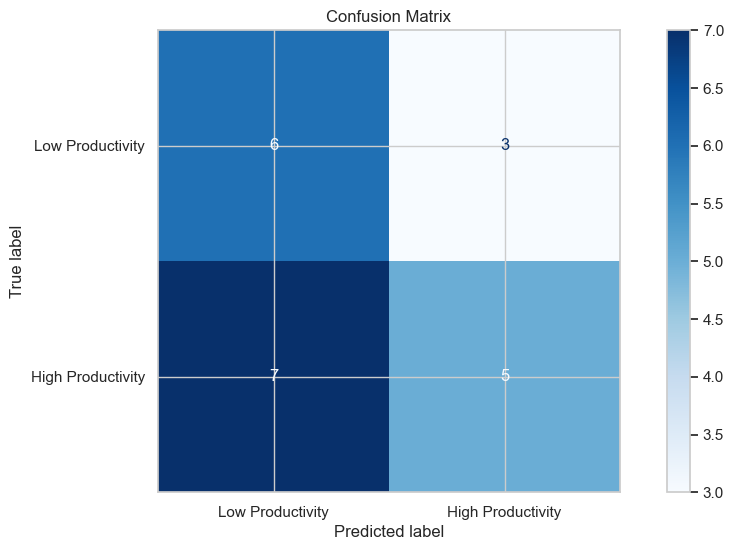 Confusion Matrix
True label
Low Productivity
6
3
High Productivity
7
5
Low Productivity
High Productivity
Predicted label
7.0
6.5
6.0
5.5
5.0
4.5
4.0
3.5
3.0